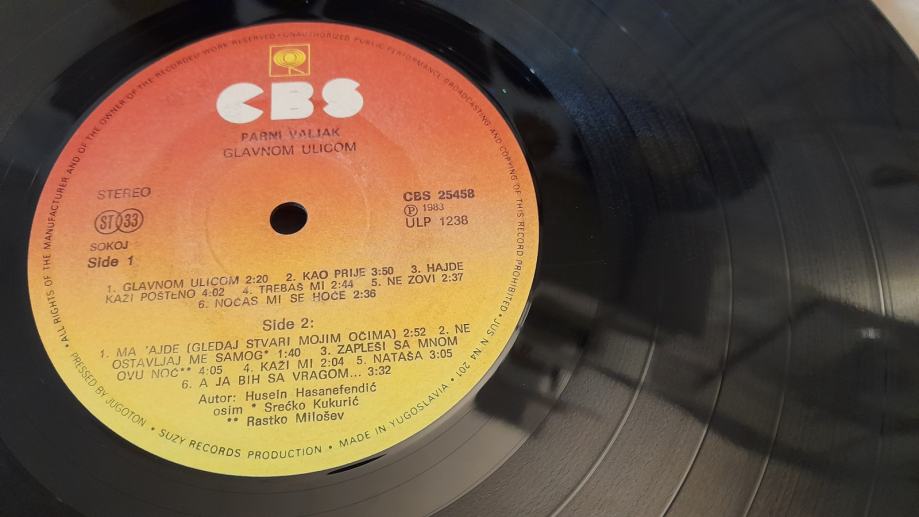 • ALL RIGHTS OF THE MANUFACTURER AND OF THE OWNER OF THE RECORDED WORK RESERVED • UNAUTHORIZED PUBLIC PERFORMANCE BROADCASTING AND COPYING OF THIS RECORD PROHIBITED • JUS N.N4. 201 •
CBS
PARNI VALJAK
GLAVNOM ULICOM
STEREO
ST 33
SOKOJ
Side 1
CBS 25458
Ⓟ 1983
ULP 1238
1. GLAVNOM ULICOM 2:20 2. KAO PRIJE 3:50 3. HAJDE
KAŽI POŠTENO 4:02 4. TREBAŠ MI 2:44 5. NE ZOVI 2:37
6. NOĆAS MI SE HOĆE 2:36
Side 2:
1. MA 'AJDE (GLEDAJ STVARI MOJIM OČIMA) 2:52 2. NE
OSTAVLJAJ ME SAMOG* 1:40 3. ZAPLEŠI SA MNOM
OVU NOĆ** 4:05 4. KAŽI MI 2:04 5. NATAŠA 3:05
6. A JA BIH SA VRAGOM... 3:32
Autor: Husein Hasanefendić
osim * Srećko Kukurić
** Rastko Milošev
PRESSED BY JUGOTON • SUZY RECORDS PRODUCTION • MADE IN YUGOSLAVIA •